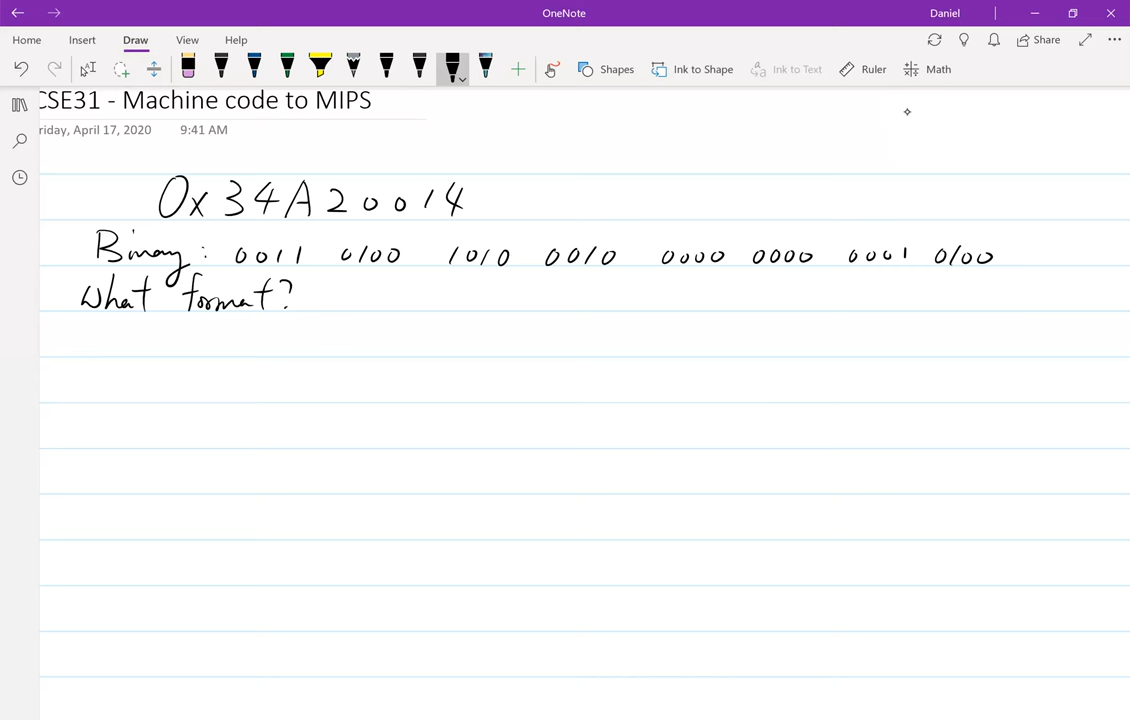 OneNote
Daniel
Home Insert Draw View Help
Share
Shapes Ink to Shape Ink to Text Ruler Math
CSE31 - Machine code to MIPS
riday, April 17, 2020 9:41 AM
0x34A20014
Binary: 0011 0100 1010 0010 0000 0000 0001 0100
What format?